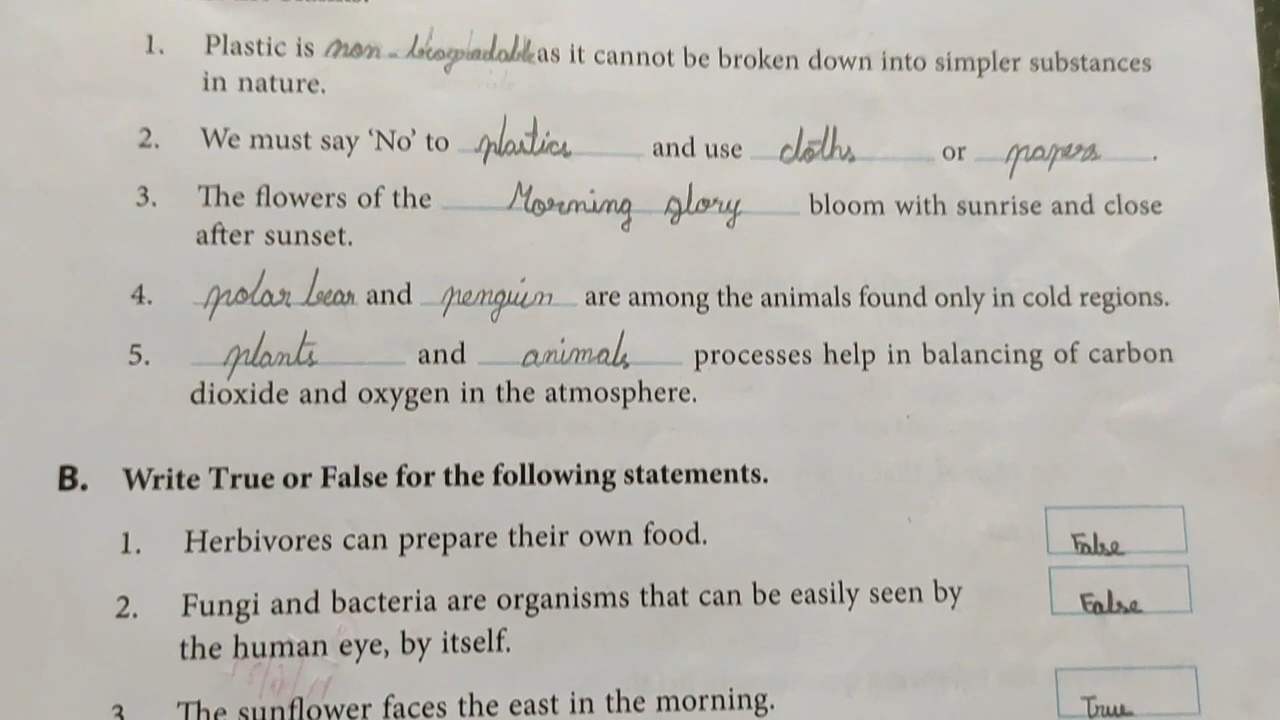 1. Plastic is non-biogradable as it cannot be broken down into simpler substances
in nature.
2. We must say 'No' to plastics and use cloths or papers.
3. The flowers of the Morning glory bloom with sunrise and close
after sunset.
4. polar bear and penguin are among the animals found only in cold regions.
5. plants and animals processes help in balancing of carbon
dioxide and oxygen in the atmosphere.
B. Write True or False for the following statements.
1. Herbivores can prepare their own food. False
2. Fungi and bacteria are organisms that can be easily seen by False
the human eye, by itself.
3 The sunflower faces the east in the morning. True